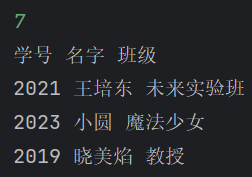 7
学号 名字 班级
2021 王培东 未来实验班
2023 小圆 魔法少女
2019 晓美焰 教授